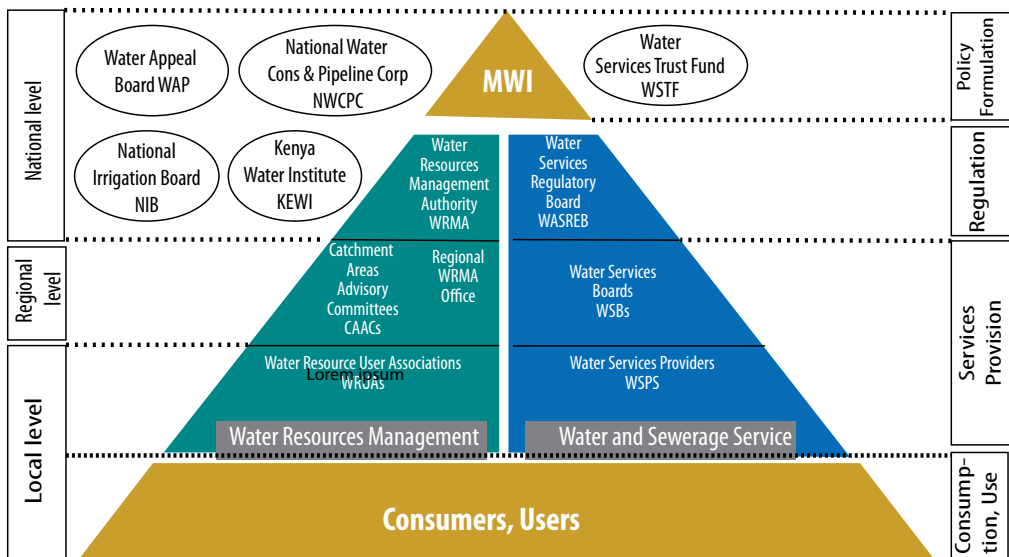 National level
Regional
level
Local level
Water Appeal
Board WAP
National Water
Cons & Pipeline Corp
NWCPC
MWI
Water
Services Trust Fund
WSTF
National
Irrigation Board
NIB
Kenya
Water Institute
KEWI
Water
Resources
Management
Authority
WRMA
Water
Services
Regulatory
Board
WASREB
Catchment
Areas
Advisory
Committees
CAACs
Regional
WRMA
Office
Water Services
Boards
WSBs
Water Resource User Associations
WRUAs
Lorem ipsum
Water Services Providers
WSPS
Water Resources Management
Water and Sewerage Service
Consumers, Users
Policy
Formulation
Regulation
Services
Provision
Consump-
tion, Use